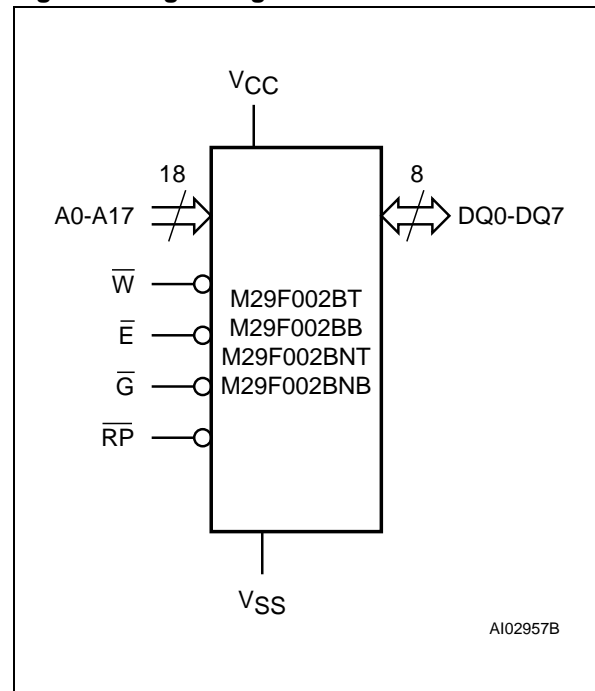 VCC
18
8
A0-A17
DQ0-DQ7
W
E
G
RP
M29F002BT
M29F002BB
M29F002BNT
M29F002BNB
VSS
AI02957B